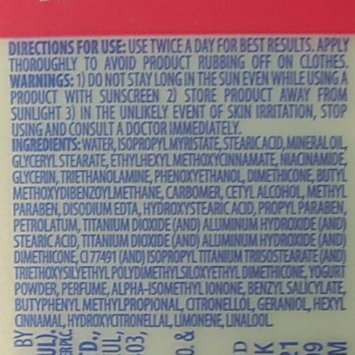 DIRECTIONS FOR USE: USE TWICE A DAY FOR BEST RESULTS. APPLY
THOROUGHLY TO AVOID PRODUCT RUBBING OFF ON CLOTHES.
WARNINGS: 1) DO NOT STAY LONG IN THE SUN EVEN WHILE USING A
PRODUCT WITH SUNSCREEN 2) STORE PRODUCT AWAY FROM
SUNLIGHT 3) IN THE UNLIKELY EVENT OF SKIN IRRITATION, STOP
USING AND CONSULT A DOCTOR IMMEDIATELY.
INGREDIENTS: WATER, ISOPROPYL MYRISTATE, STEARIC ACID, MINERAL OIL,
GLYCERYL STEARATE, ETHYLHEXYL METHOXYCINNAMATE, NIACINAMIDE,
GLYCERIN, TRIETHANOLAMINE, PHENOXYETHANOL, DIMETHICONE, BUTYL
METHOXYDIBENZOYLMETHANE, CARBOMER, CETYL ALCOHOL, METHYL
PARABEN, DISODIUM EDTA, HYDROXYSTEARIC ACID, PROPYL PARABEN,
PETROLATUM, TITANIUM DIOXIDE (AND) ALUMINUM HYDROXIDE (AND)
STEARIC ACID, TITANIUM DIOXIDE (AND) ALUMINUM HYDROXIDE (AND)
DIMETHICONE, CI 77491 (AND) ISOPROPYL TITANIUM TRIISOSTEARATE (AND)
TRIETHOXYSILYETHYL POLYDIMETHYLSILOXYETHYL DIMETHICONE, YOGURT
POWDER, PERFUME, ALPHA-ISOMETHYL IONONE, BENZYL SALICYLATE,
BUTYPHENYL METHYLPROPIONAL, CITRONELLOL, GERANIOL, HEXYL
CINNAMAL, HYDROXYCITRONELLAL, LIMONENE, LINALOOL.